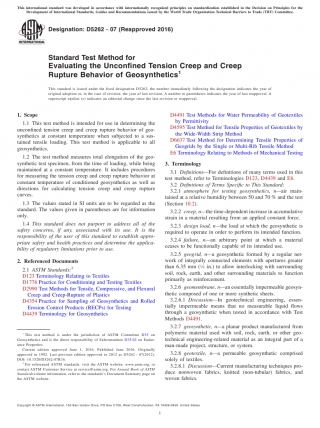 This international standard was developed in accordance with internationally recognized principles on standardization established in the Decision on Principles for the
Development of International Standards, Guides and Recommendations issued by the World Trade Organization Technical Barriers to Trade (TBT) Committee.
Designation: D5262 − 07 (Reapproved 2016)
INTERNATIONAL
Standard Test Method for
Evaluating the Unconfined Tension Creep and Creep
Rupture Behavior of Geosynthetics1
This standard is issued under the fixed designation D5262; the number immediately following the designation indicates the year of
original adoption or, in the case of revision, the year of last revision. A number in parentheses indicates the year of last reapproval. A
superscript epsilon (ε) indicates an editorial change since the last revision or reapproval.
1. Scope
1.1 This test method is intended for use in determining the
unconfined tension creep and creep rupture behavior of geo-
synthetics at constant temperature when subjected to a sus-
tained tensile loading. This test method is applicable to all
geosynthetics.
1.2 The test method measures total elongation of the geo-
synthetic test specimen, from the time of loading, while being
maintained at a constant temperature. It includes procedures
for measuring the tension creep and creep rupture behavior at
constant temperature of conditioned geosynthetics as well as
directions for calculating tension creep and creep rupture
curves.
1.3 The values stated in SI units are to be regarded as the
standard. The values given in parentheses are for information
only.
1.4 This standard does not purport to address all of the
safety concerns, if any, associated with its use. It is the
responsibility of the user of this standard to establish appro-
priate safety and health practices and determine the applica-
bility of regulatory limitations prior to use.
2. Referenced Documents
2.1 ASTM Standards:2
D123 Terminology Relating to Textiles
D1776 Practice for Conditioning and Testing Textiles
D2990 Test Methods for Tensile, Compressive, and Flexural
Creep and Creep-Rupture of Plastics
D4354 Practice for Sampling of Geosynthetics and Rolled
Erosion Control Products (RECPs) for Testing
D4439 Terminology for Geosynthetics
1 This test method is under the jurisdiction of ASTM Committee D35 on
Geosynthetics and is the direct responsibility of Subcommittee D35.02 on Endur-
ance Properties.
Current edition approved June 1, 2016. Published June 2016. Originally
approved in 1992. Last previous edition approved in 2012 as
DOI:
2 For referenced ASTM standards, visit the ASTM website, www.astm.org, or
contact ASTM Customer Service at service@astm.org. For Annual Book of ASTM
Standards volume information, refer to the standard's Document Summary page on
the ASTM website.
D4491 Test Methods for Water Permeability of Geotextiles
by Permittivity
D4595 Test Method for Tensile Properties of Geotextiles by
the Wide-Width Strip Method
D6637 Test Method for Determining Tensile Properties of
Geogrids by the Single or Multi-Rib Tensile Method
E6 Terminology Relating to Methods of Mechanical Testing
3. Terminology
3.1 Definitions—For definitions of many terms used in this
test method, refer to Terminologies D123, D4439 and E6.
3.2 Definitions of Terms Specific to This Standard:
3.2.1 atmosphere for testing geosynthetics, n—air main-
tained at a relative humidity between 50 and 70 % and the test
(Section 10.2).
3.2.2 creep, n—the time-dependent increase in accumulative
strain in a material resulting from an applied constant force.
3.2.3 design load, n—the load at which the geosynthetic is
required to operate in order to perform its intended function.
3.2.4 failure, n—an arbitrary point at which a material
ceases to be functionally capable of its intended use.
3.2.5 geogrid, n—a geosynthetic formed by a regular net-
work of integrally connected elements with apertures greater
than 6.35 mm (¼ in.) to allow interlocking with surrounding
soil, rock, earth, and other surrounding materials to function
primarily as reinforcement.
3.2.6 geomembrane, n—an essentially impermeable geosyn-
thetic composed of one or more synthetic sheets.
3.2.6.1 Discussion—In geotechnical engineering, essen-
tially impermeable means that no measurable liquid flows
through a geosynthetic when tested in accordance with Test
Methods D4491.
3.2.7 geosynthetic, n—a planar product manufactured from
polymeric material used with soil, rock, earth, or other geo-
technical engineering-related material as an integral part of a
man-made project, structure, or system.
3.2.8 geotextile, n—a permeable geosynthetic comprised
solely of textiles.
3.2.8.1 Discussion—Current manufacturing techniques pro-
duce nonwoven fabrics, knitted (non-tubular) fabrics, and
woven fabrics.
Copyright © ASTM International, 100 Barr Harbor Drive, PO Box C700, West Conshohocken, PA 19428-2959. United States
1